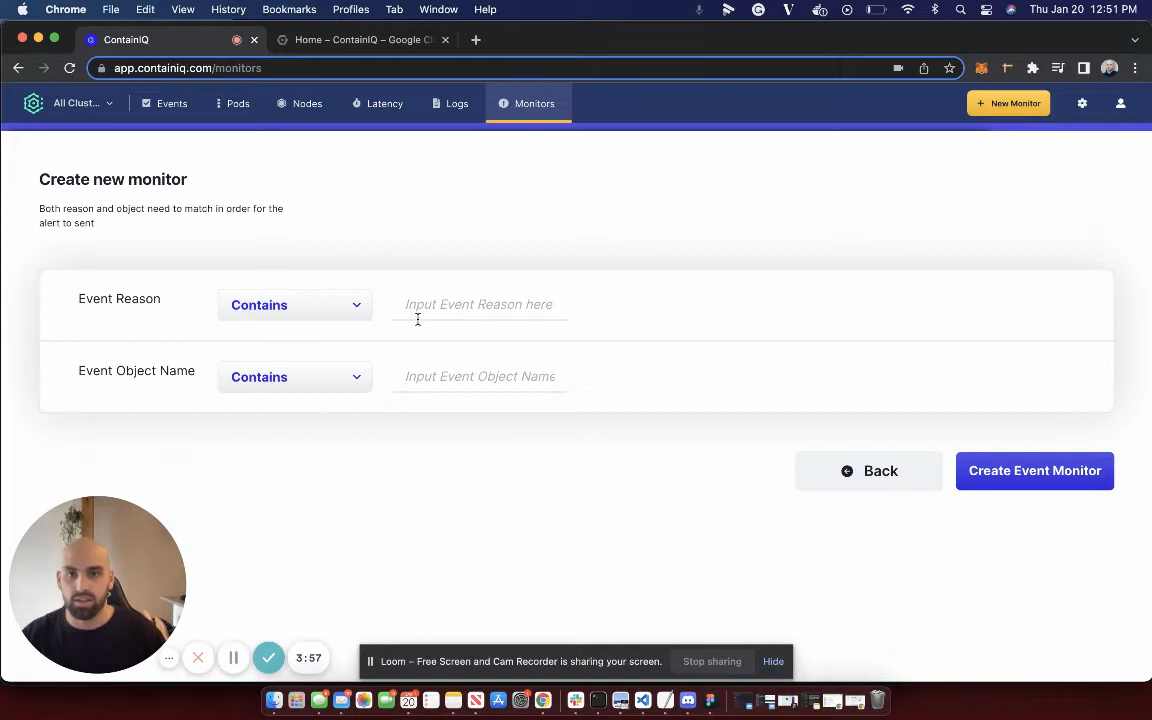 Chrome File Edit View History Bookmarks Profiles Tab Window Help Thu Jan 20 12:51 PM
ContainIQ Home – ContainIQ – Google Ch
app.containiq.com/monitors
All Clust... Events Pods Nodes Latency Logs Monitors + New Monitor
Create new monitor
Both reason and object need to match in order for the
alert to sent
Event Reason Contains Input Event Reason here
Event Object Name Contains Input Event Object Name
Back Create Event Monitor
3:57
Loom – Free Screen and Cam Recorder is sharing your screen. Stop sharing Hide